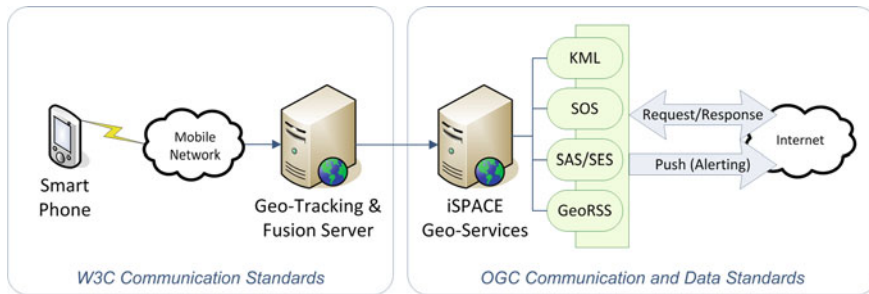 Smart
Phone
Mobile
Network
Geo-Tracking &
Fusion Server
W3C Communication Standards
iSPACE
Geo-Services
KML
SOS
SAS/SES
GeoRSS
Request/Response
Push (Alerting)
Internet
OGC Communication and Data Standards